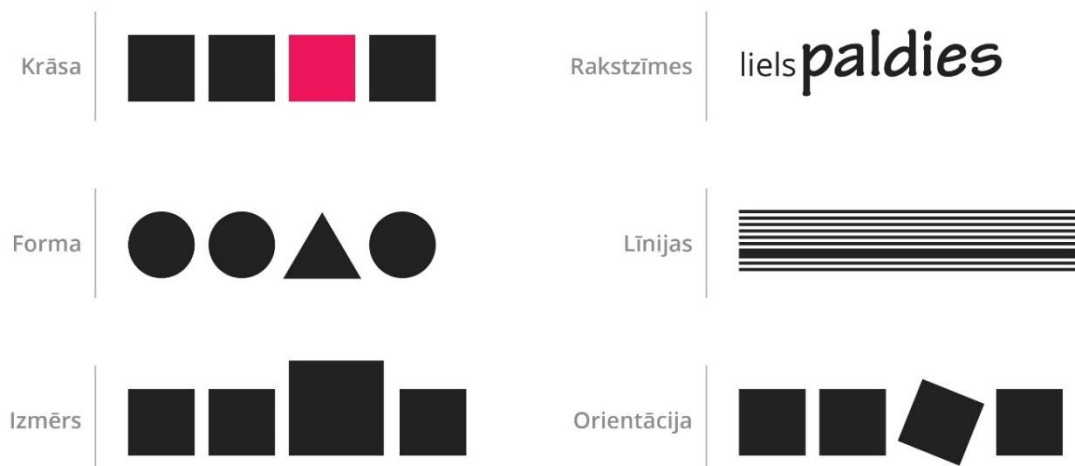 Krāsa
Rakstzīmes
liels paldies
Forma
Līnijas
Izmērs
Orientācija